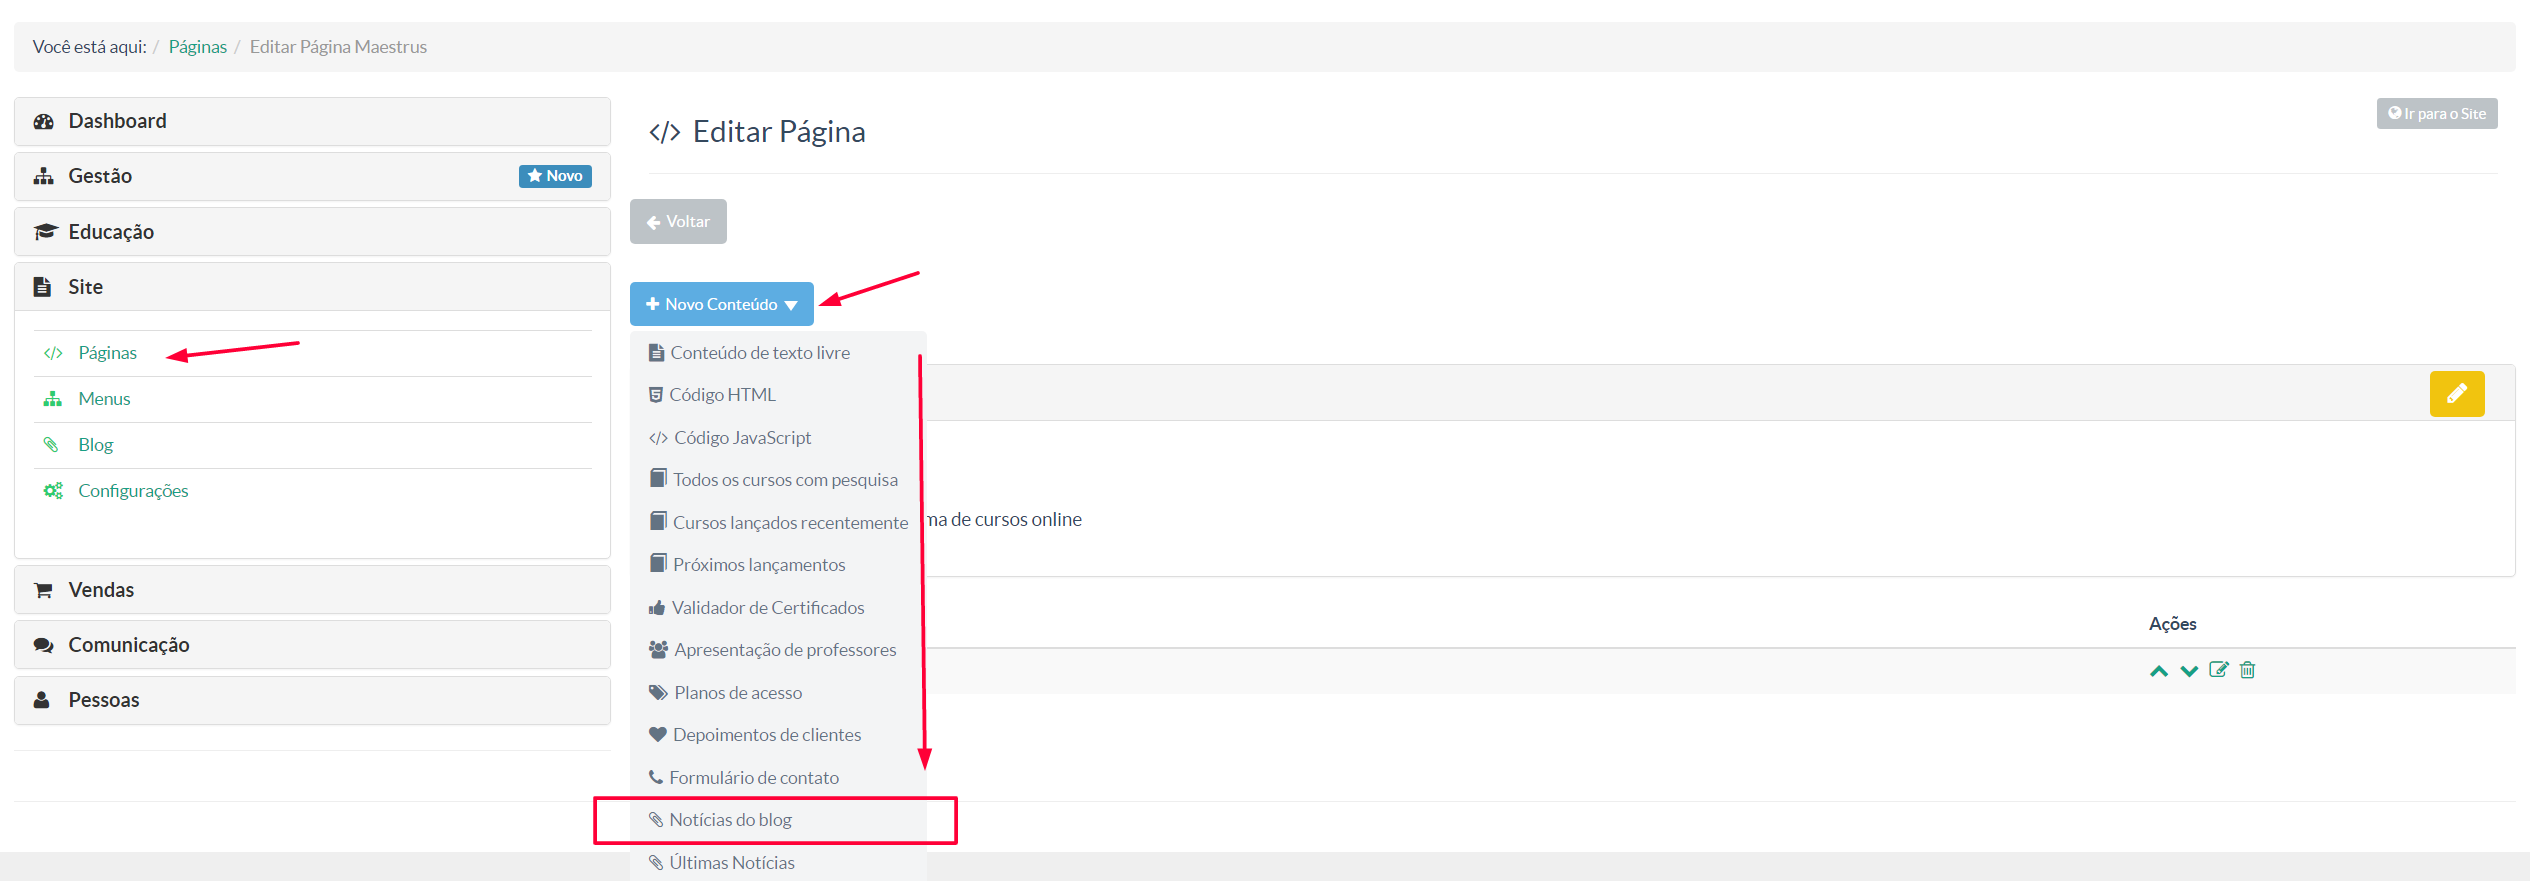 Você está aqui: / Páginas / Editar Página Maestrus
Dashboard
Gestão
Novo
Educação
Site
Páginas
Menus
Blog
Configurações
Vendas
Comunicação
Pessoas
</> Editar Página
Ir para o Site
Voltar
Novo Conteúdo
Conteúdo de texto livre
Código HTML
Código JavaScript
Todos os cursos com pesquisa
Cursos lançados recentemente
ma de cursos online
Próximos lançamentos
Validador de Certificados
Ações
Apresentação de professores
Planos de acesso
Depoimentos de clientes
Formulário de contato
Notícias do blog
Últimas Notícias